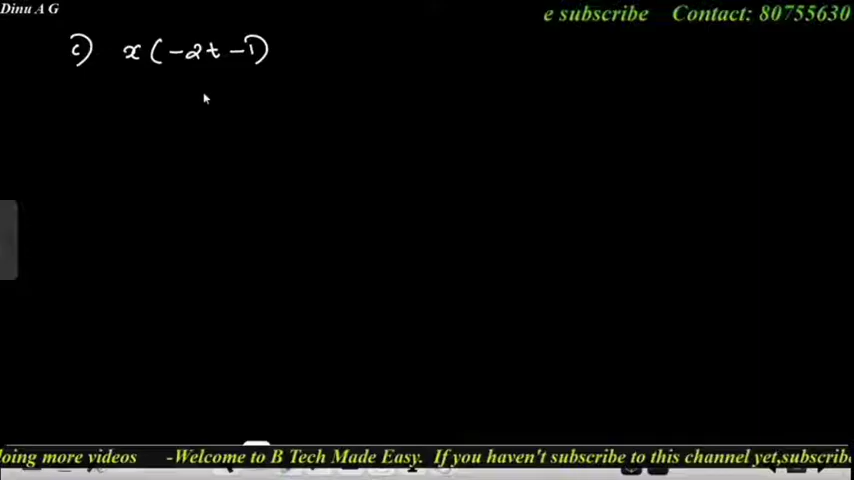 Dinu A G
e subscribe Contact: 80755630
c) x(-2t-1)
loing more videos -Welcome to B Tech Made Easy. If you haven't subscribe to this channel yet,subscrib